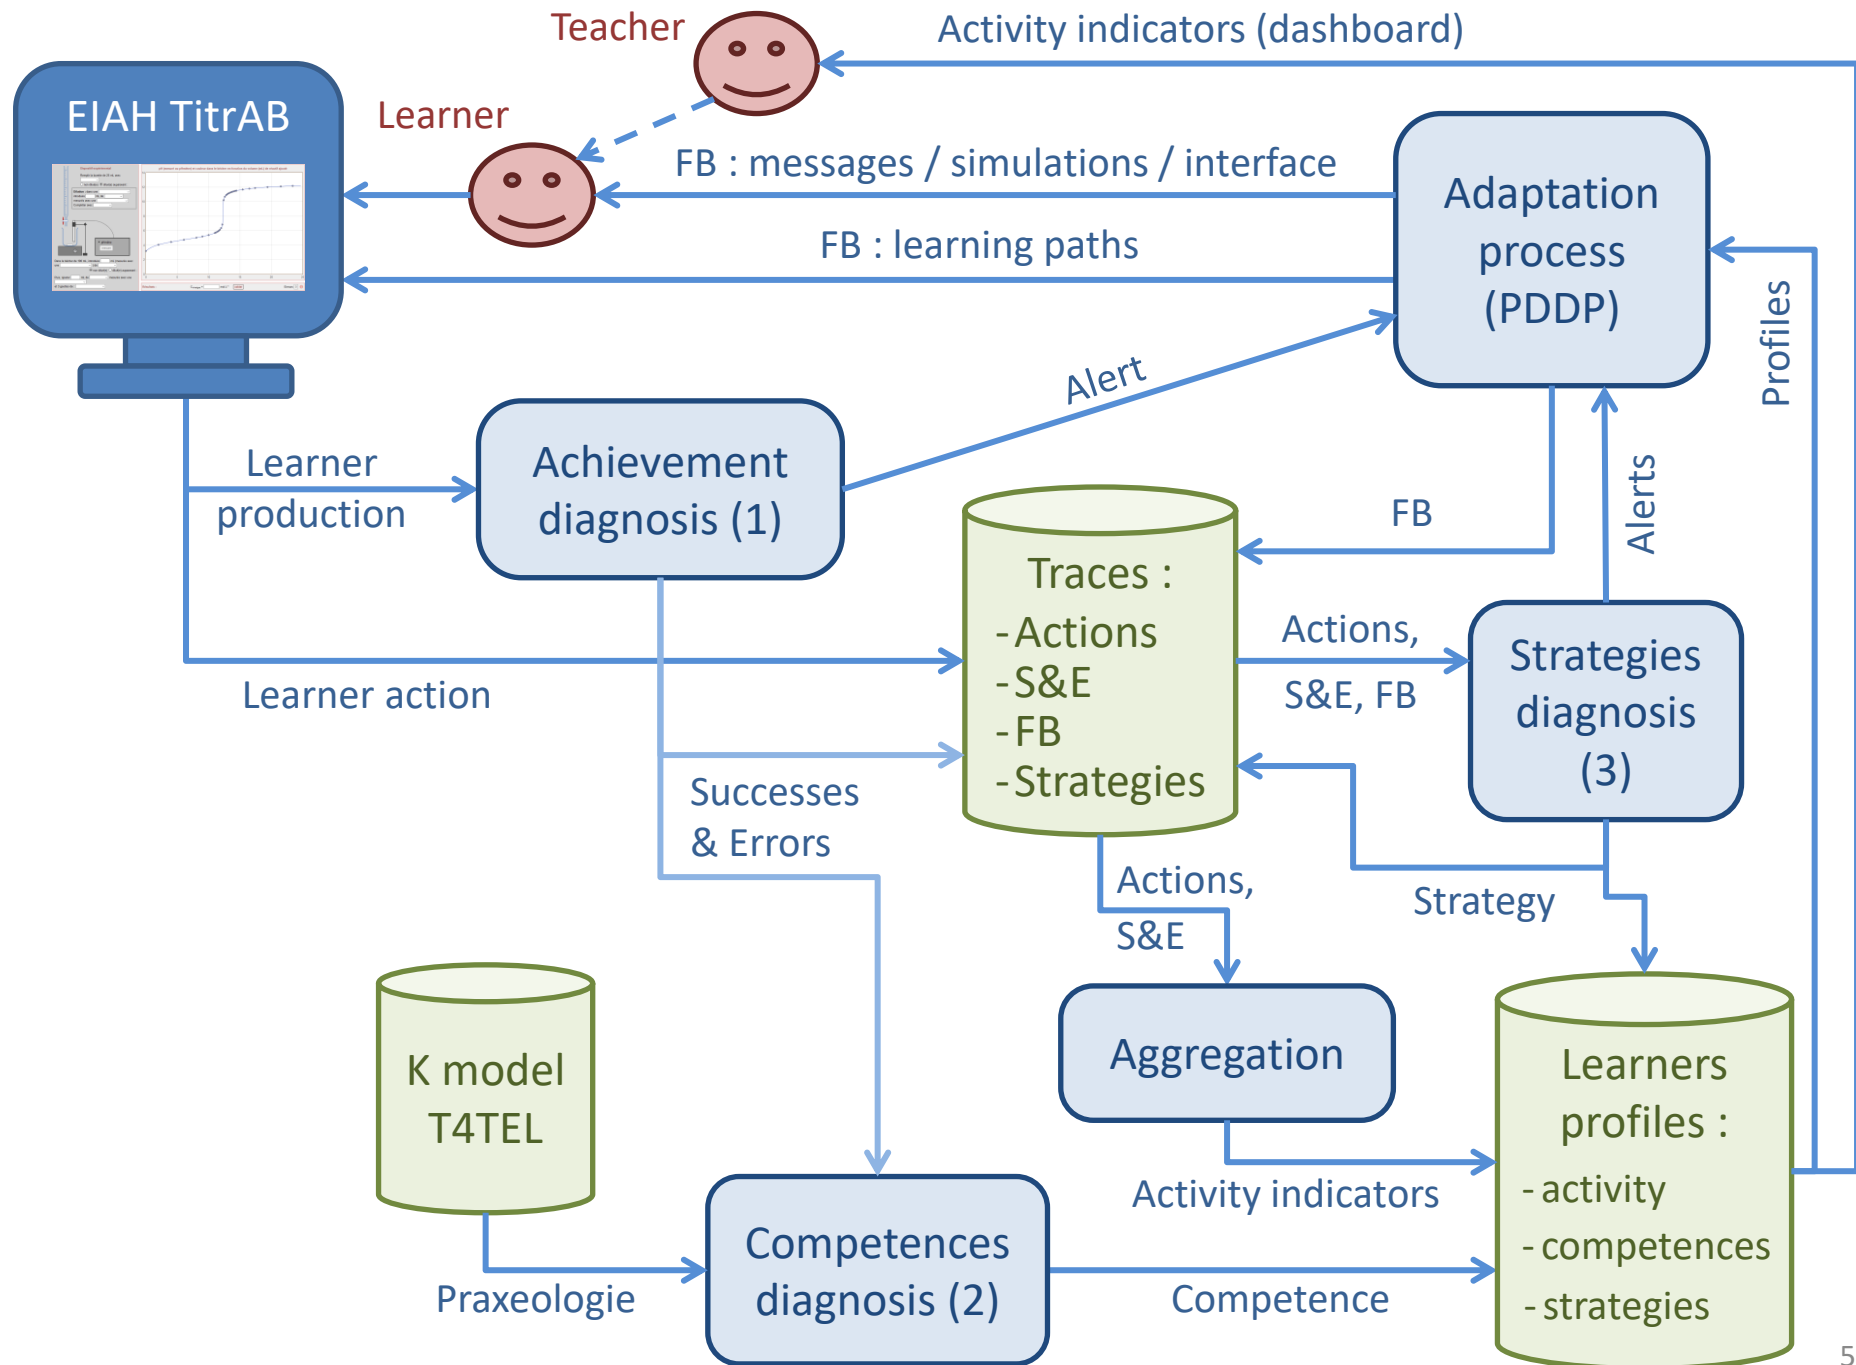 Teacher
Activity indicators (dashboard)
EIAH TitrAB
Learner
FB : messages / simulations / interface
Adaptation
process
(PDDP)
FB : learning paths
Profiles
Alert
Learner
production
Achievement
diagnosis (1)
FB
Alerts
Traces :
- Actions
- S&E
- FB
- Strategies
Actions,
S&E, FB
Strategies
diagnosis
(3)
Learner action
Successes
& Errors
Actions,
S&E
Strategy
K model
T4TEL
Aggregation
Learners
profiles :
- activity
- competences
- strategies
Activity indicators
Competences
diagnosis (2)
Praxeologie
Competence
5